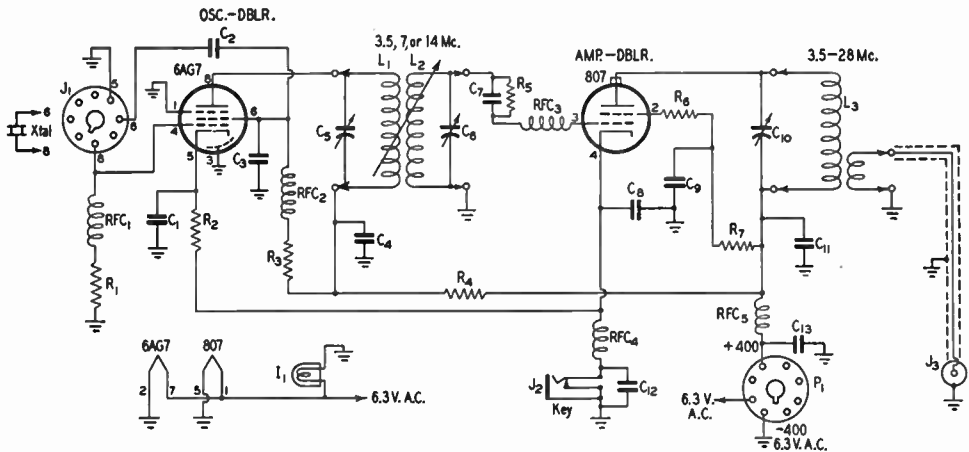 OSC.-DBLR.
C2
3.5, 7, or 14 Mc.
AMP.-DBLR.
3.5-28 Mc.
6AG7
L1
L2
807
J1
5
8
6
1
4
6
5
3
C7
R5
RFC3
3
2
4
R6
L3
6
Xtal
8
8
C3
C5
C6
C10
RFC1
C1
R2
RFC2
C8
C9
R7
C4
C11
R1
R3
R4
RFC4
RFC5
6AG7
807
I1
+400
C13
2
7
5
1
6.3 V. A.C.
J2
Key
C12
6.3 V.
A.C.
P1
J3
-400
6.3 V. A.C.